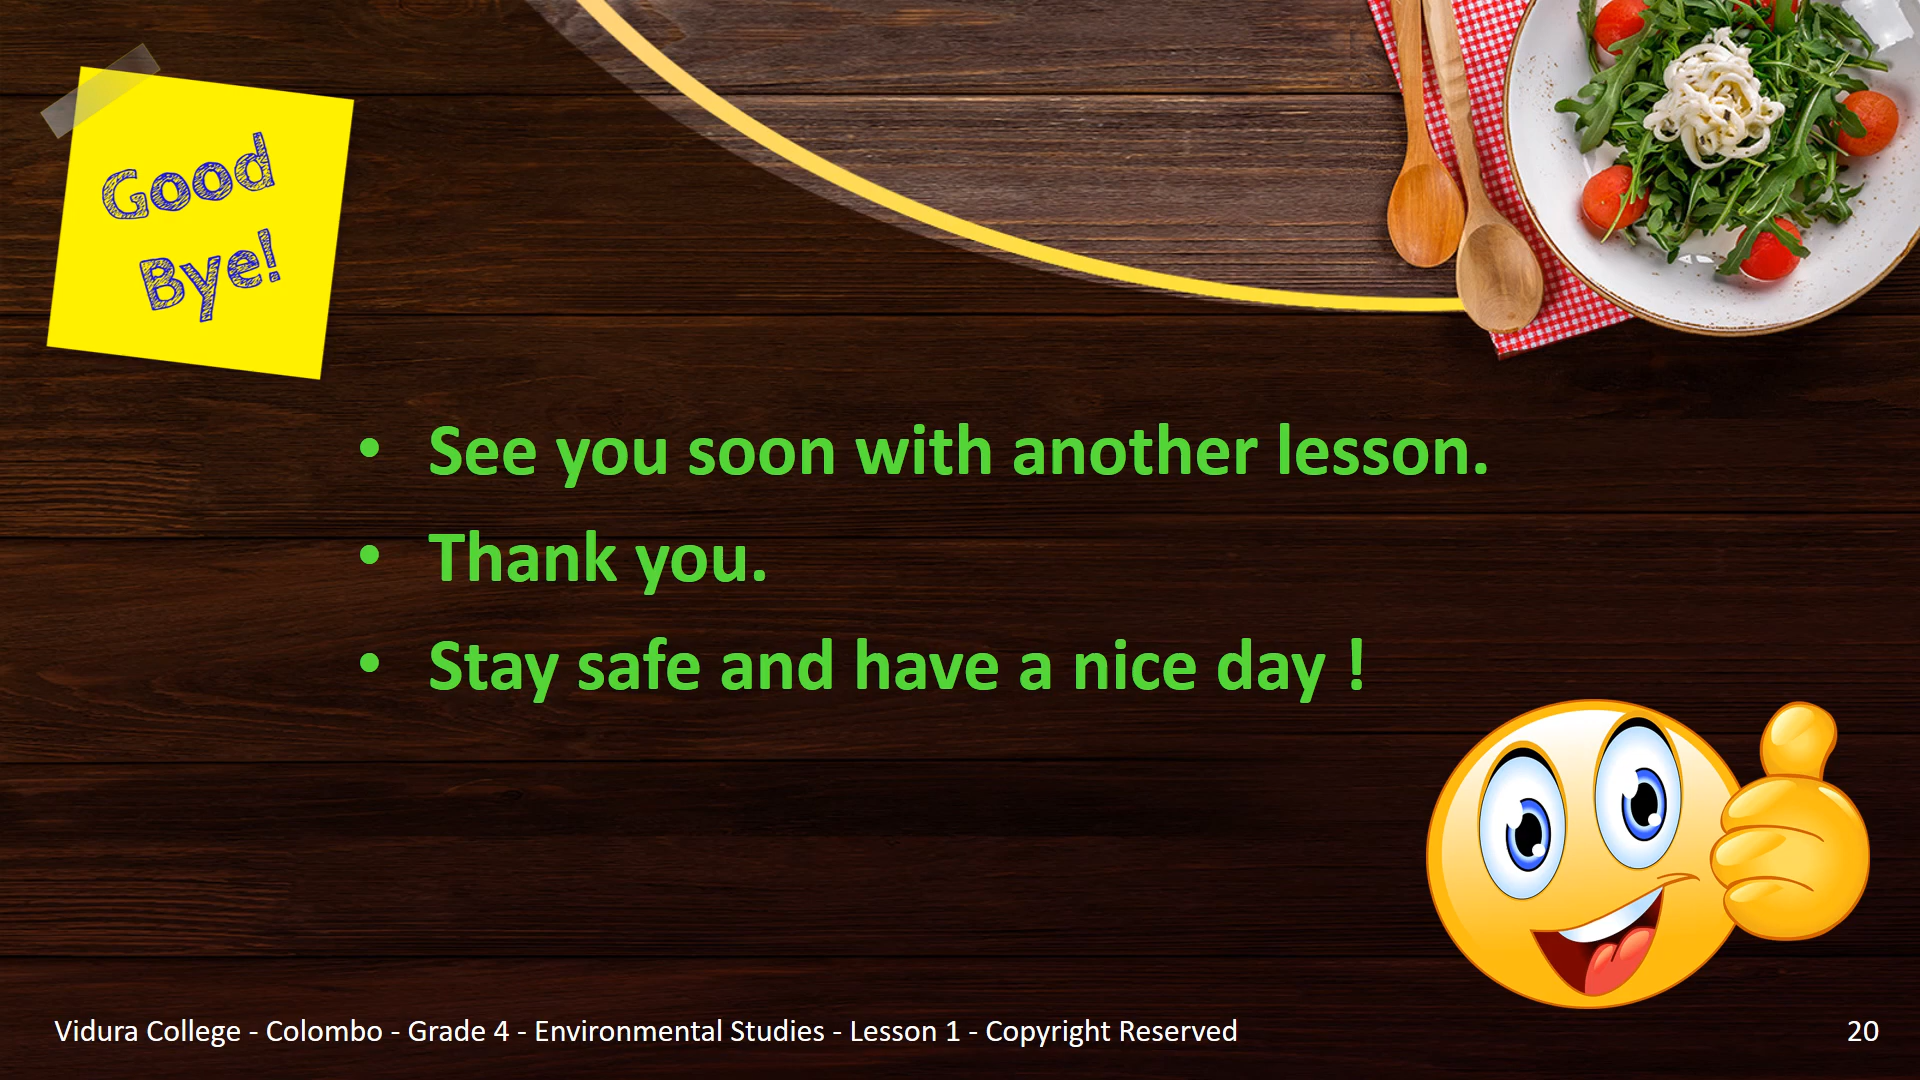 Good
Bye!
• See you soon with another lesson.
• Thank you.
• Stay safe and have a nice day !
Vidura College - Colombo - Grade 4 - Environmental Studies - Lesson 1 - Copyright Reserved
20